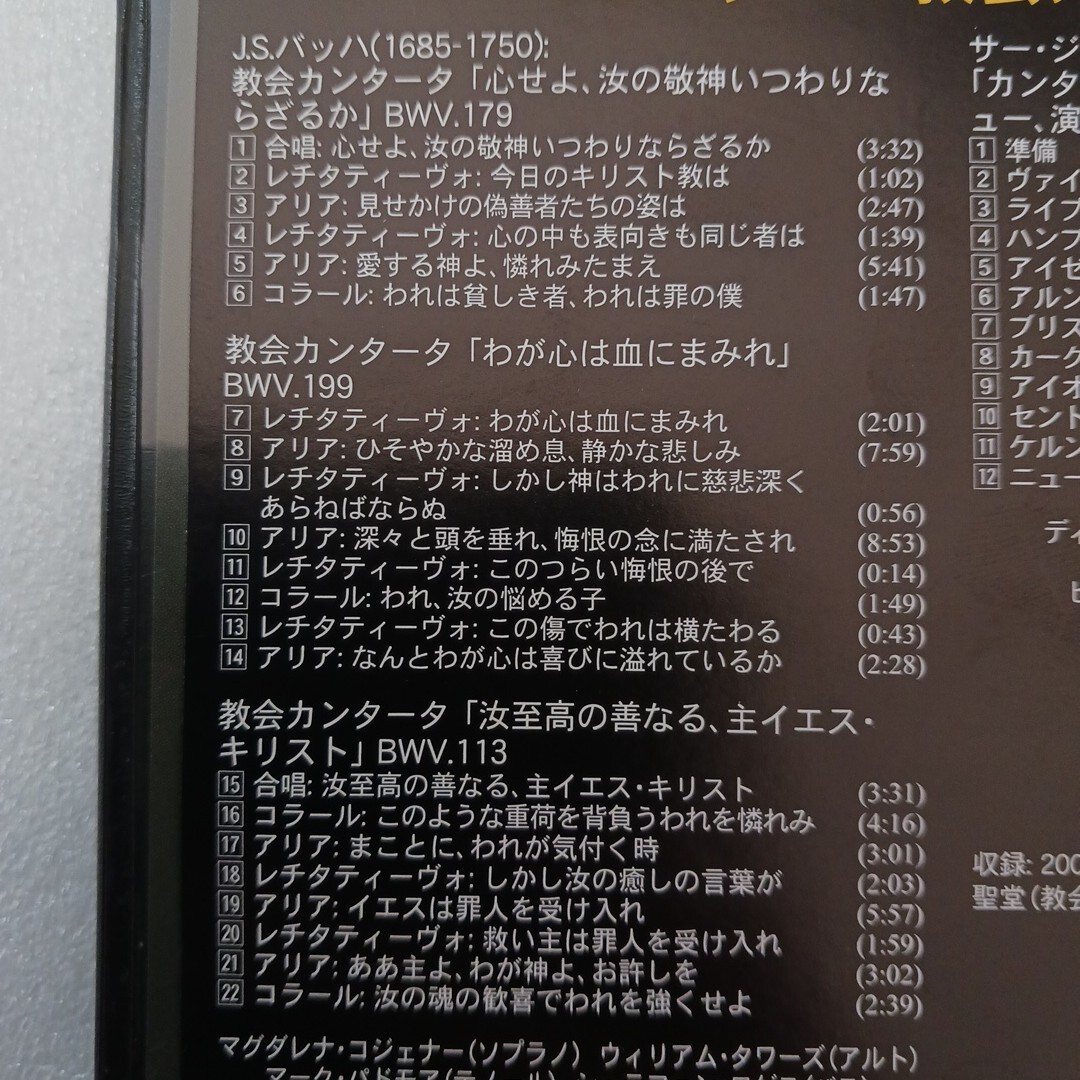 J.S.バッハ(1685-1750):
教会カンタータ「心せよ、汝の敬神いつわりな
らざるか」BWV.179
1 合唱: 心せよ、汝の敬神いつわりならざるか (3:32)
2 レチタティーヴォ: 今日のキリスト教は (1:02)
3 アリア: 見せかけの偽善者たちの姿は (2:47)
4 レチタティーヴォ: 心の中も表向きも同じ者は (1:39)
5 アリア: 愛する神よ、憐れみたまえ (5:41)
6 コラール: われは貧しき者、われは罪の僕 (1:47)
教会カンタータ「わが心は血にまみれ」
BWV.199
7 レチタティーヴォ: わが心は血にまみれ (2:01)
8 アリア: ひそやかな溜め息、静かな悲しみ (7:59)
9 レチタティーヴォ: しかし神はわれに慈悲深く
あらねばならぬ (0:56)
10 アリア: 深々と頭を垂れ、悔恨の念に満たされ (8:53)
11 レチタティーヴォ: このつらい悔恨の後で (0:14)
12 コラール: われ、汝の悩める子 (1:49)
13 レチタティーヴォ: この傷でわれは横たわる (0:43)
14 アリア: なんとわが心は喜びに溢れているか (2:28)
教会カンタータ「汝至高の善なる、主イエス・
キリスト」BWV.113
15 合唱: 汝至高の善なる、主イエス・キリスト (3:31)
16 コラール: このような重荷を背負うわれを憐れみ (4:16)
17 アリア: まことに、われが気付く時 (3:01)
18 レチタティーヴォ: しかし汝の癒しの言葉が (2:03)
19 アリア: イエスは罪人を受け入れ (5:57)
20 レチタティーヴォ: 救い主は罪人を受け入れ (1:59)
21 アリア: ああ主よ、わが神よ、お許しを (3:02)
22 コラール: 汝の魂の歓喜でわれを強くせよ (2:39)
マグダレナ・コジェナー(ソプラノ) ウィリアム・タワーズ(アルト)
サー・ジ
「カンタ
ュー、演
1 準備
2 ヴァイ
3 ライプ
4 ハンブ
5 アイゼ
6 アルン
7 ブリス
8 カーク
9 アイオ
10 セント
11 ケルン
12 ニュー
ディ
収録: 200
聖堂(教会